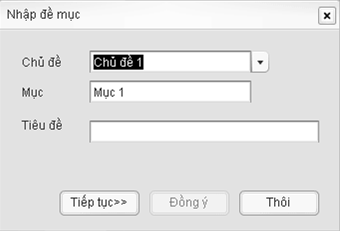 Nhập đề mục
Chủ đề Chủ đề 1
Mục Mục 1
Tiêu đề
Tiếp tục>> Đồng ý Thôi